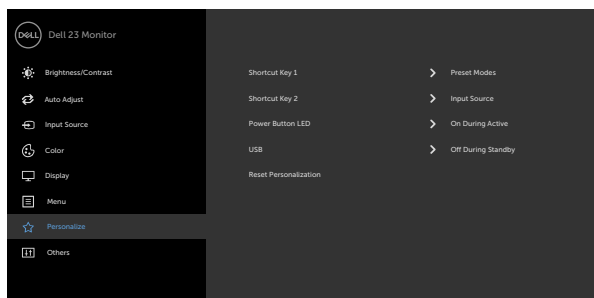 DELL Dell 23 Monitor
Brightness/Contrast
Auto Adjust
Input Source
Color
Display
Menu
Personalize
Others
Shortcut Key 1 Preset Modes
Shortcut Key 2 Input Source
Power Button LED On During Active
USB Off During Standby
Reset Personalization